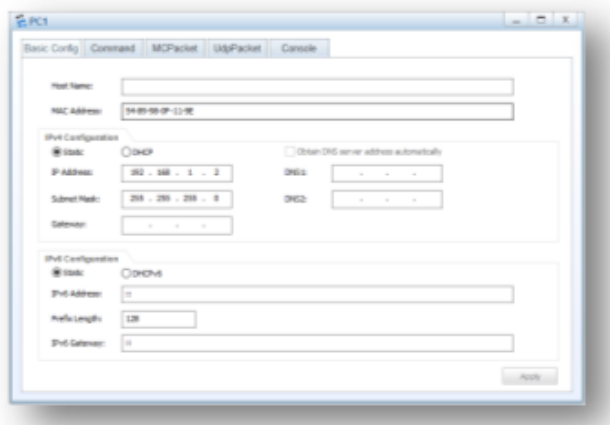 PC1
Basic Config Command MCPacket UdpPacket Console
Host Name:
MAC Address: 54-89-98-0F-11-9E
IPv4 Configuration
Static DHCP Obtain DNS server address automatically
IP Address: 192 . 168 . 1 . 2 DNS1: . . .
Subnet Mask: 255 . 255 . 255 . 0 DNS2: . . .
Gateway: . . .
IPv6 Configuration
Static DHCPv6
IPv6 Address: ::
Prefix Length: 128
IPv6 Gateway: ::
Apply